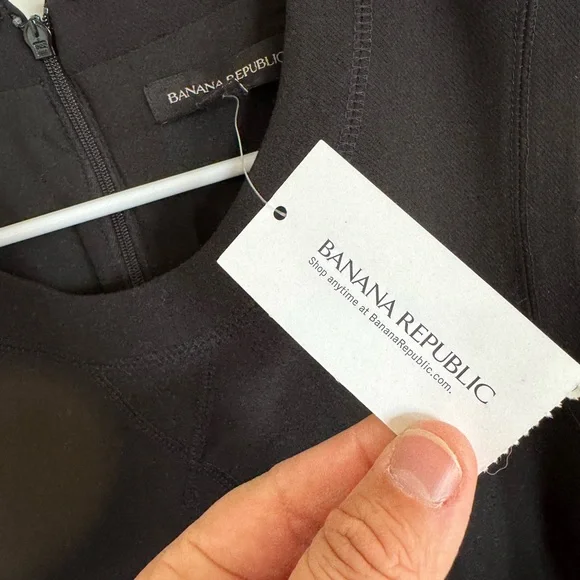 BANANA REPUBLIC
BANANA REPUBLIC
Shop anytime at BananaRepublic.com.